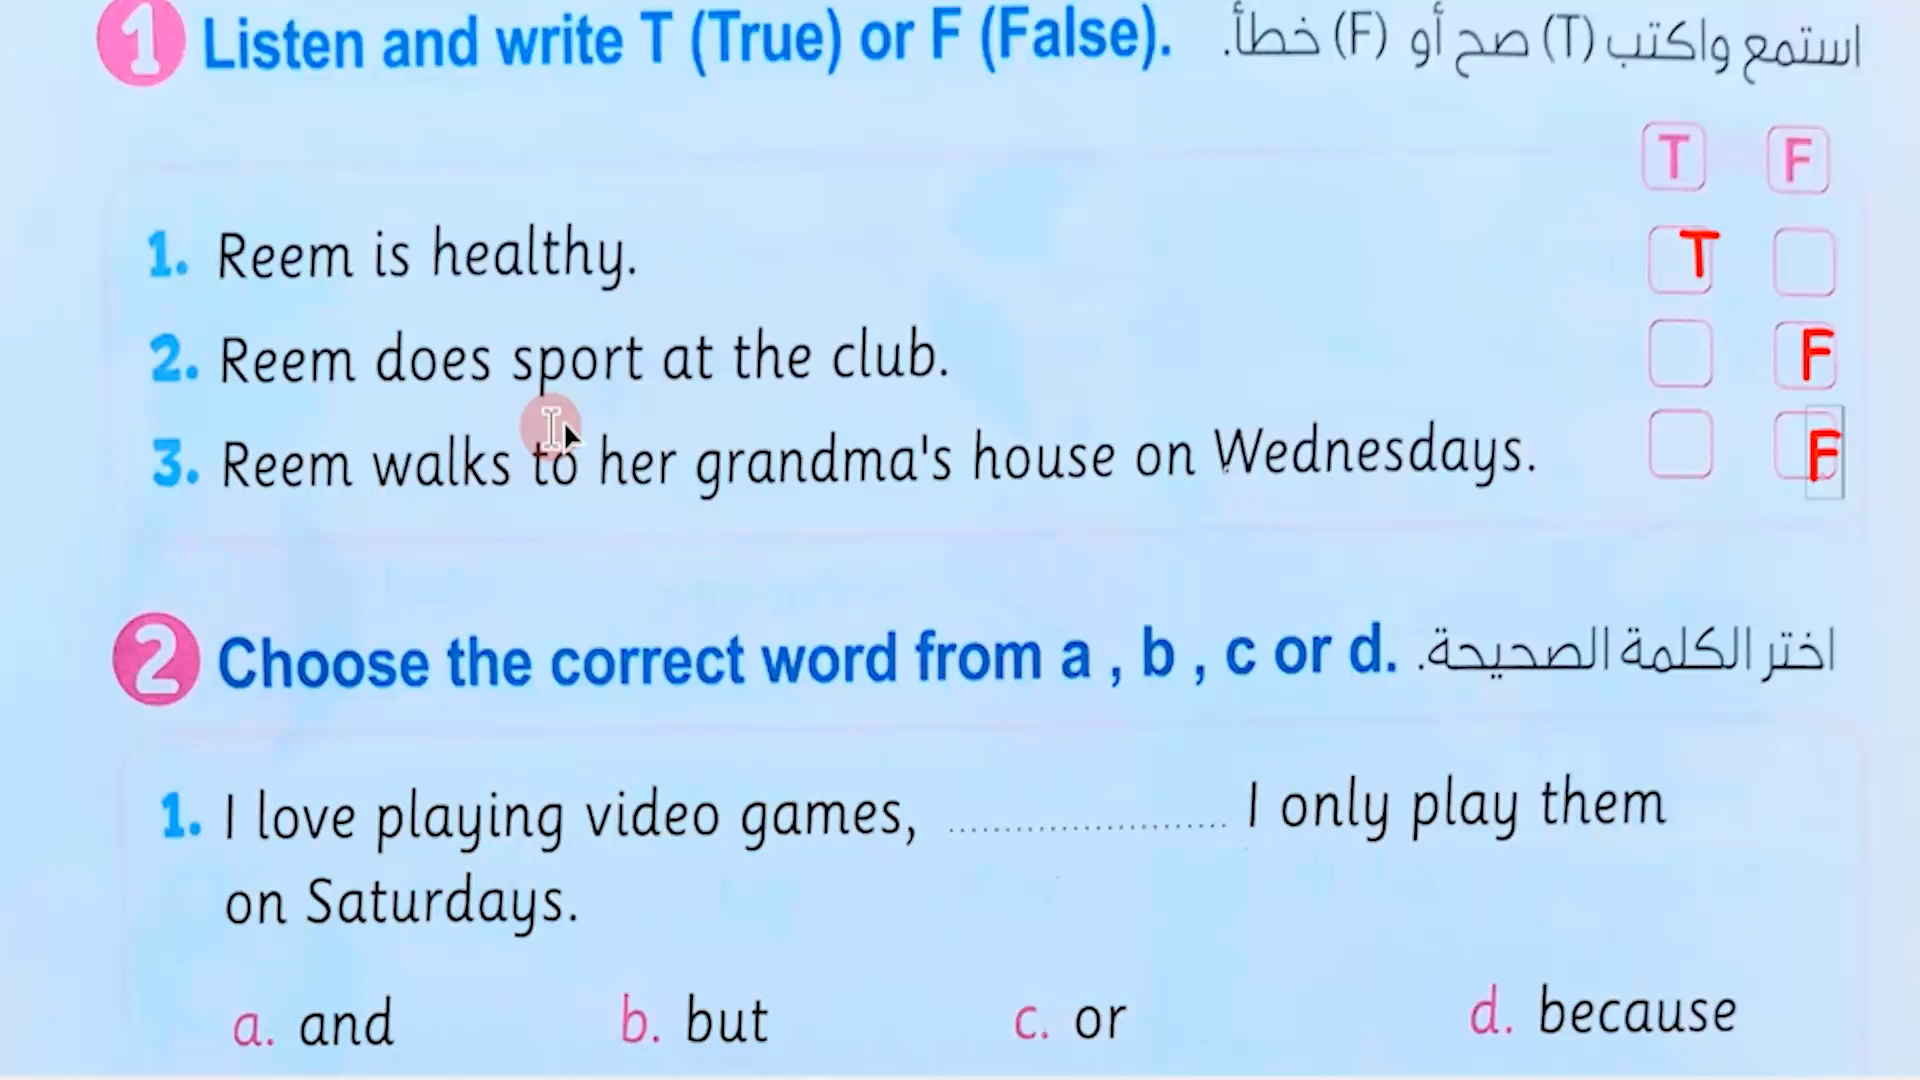 1 Listen and write T (True) or F (False). استمع واكتب (T) صح أو (F) خطأ.
T F
1. Reem is healthy. T
2. Reem does sport at the club. F
3. Reem walks to her grandma's house on Wednesdays. F
2 Choose the correct word from a , b , c or d. اختر الكلمة الصحيحة.
1. I love playing video games, ........................ I only play them
on Saturdays.
a. and b. but c. or d. because